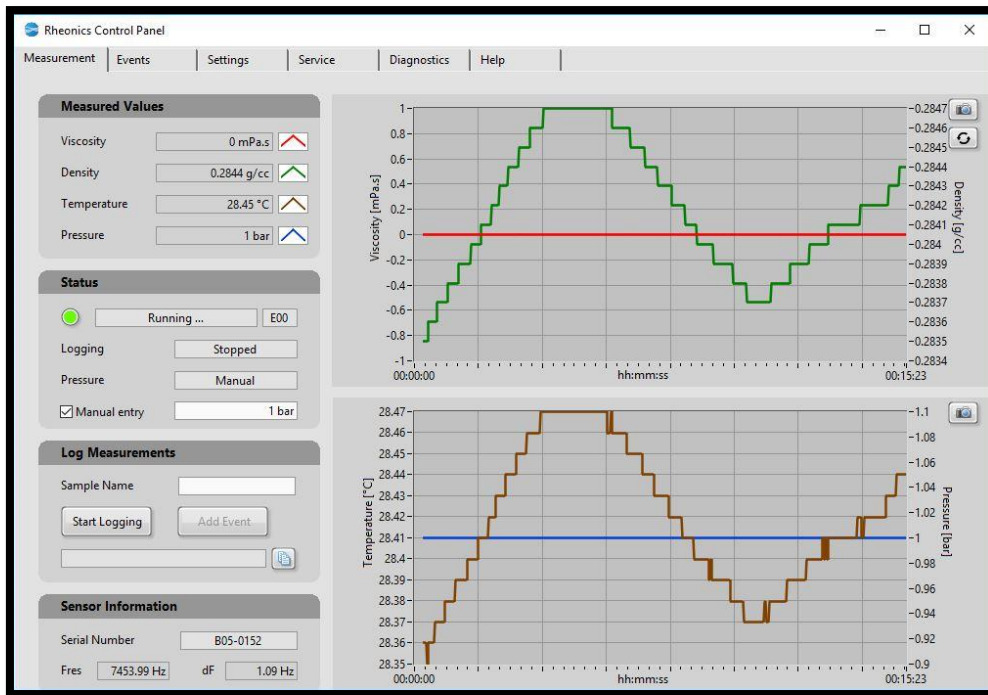 Rheonics Control Panel
Measurement Events Settings Service Diagnostics Help
Measured Values
Viscosity 0 mPa.s
Density 0.2844 g/cc
Temperature 28.45 °C
Pressure 1 bar
Status
Running ... E00
Logging Stopped
Pressure Manual
Manual entry 1 bar
Log Measurements
Sample Name
Start Logging Add Event
Sensor Information
Serial Number B05-0152
Fres 7453.99 Hz dF 1.09 Hz
Viscosity [mPa.s]
1
0.8
0.6
0.4
0.2
0
-0.2
-0.4
-0.6
-0.8
-1
00:00:00 hh:mm:ss 00:15:23
0.2847
0.2846
0.2845
0.2844
0.2843
0.2842
0.2841
0.284
0.2839
0.2838
0.2837
0.2836
0.2835
0.2834
Density [g/cc]
Temperature [°C]
28.47
28.46
28.45
28.44
28.43
28.42
28.41
28.4
28.39
28.38
28.37
28.36
28.35
00:00:00 hh:mm:ss 00:15:23
1.1
1.08
1.06
1.04
1.02
1
0.98
0.96
0.94
0.92
0.9
Pressure [bar]